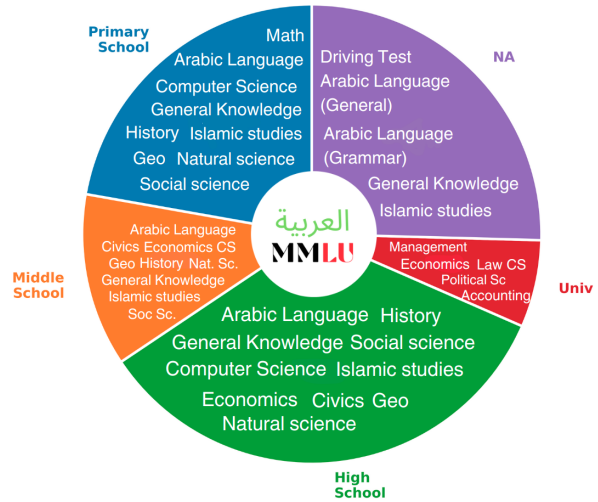 Primary
School
Math
Arabic Language
Computer Science
General Knowledge
History Islamic studies
Geo Natural science
Social science
NA
Driving Test
Arabic Language
(General)
Arabic Language
(Grammar)
General Knowledge
Islamic studies
العربية
MMLU
Middle
School
Arabic Language
Civics Economics CS
Geo History Nat. Sc.
General Knowledge
Islamic studies
Soc Sc.
Univ
Management
Economics Law CS
Political Sc
Accounting
Arabic Language History
General Knowledge Social science
Computer Science Islamic studies
Economics Civics Geo
Natural science
High
School